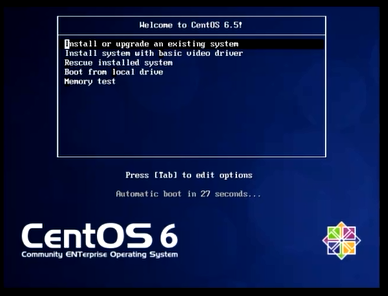 Welcome to CentOS 6.5!
Install or upgrade an existing system
Install system with basic video driver
Rescue installed system
Boot from local drive
Memory test
Press [Tab] to edit options
Automatic boot in 27 seconds...
CentOS 6
Community ENTerprise Operating System